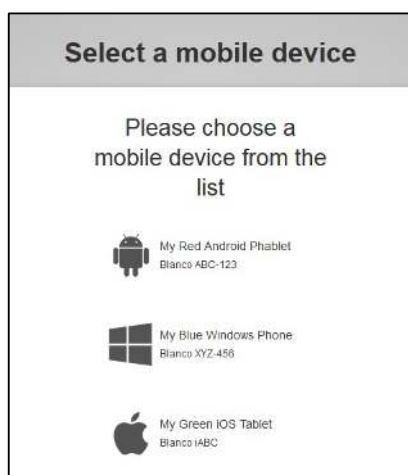 Select a mobile device
Please choose a
mobile device from the
list
My Red Android Phablet
Blanco ABC-123
My Blue Windows Phone
Blanco XYZ-456
My Green iOS Tablet
Blanco iABC